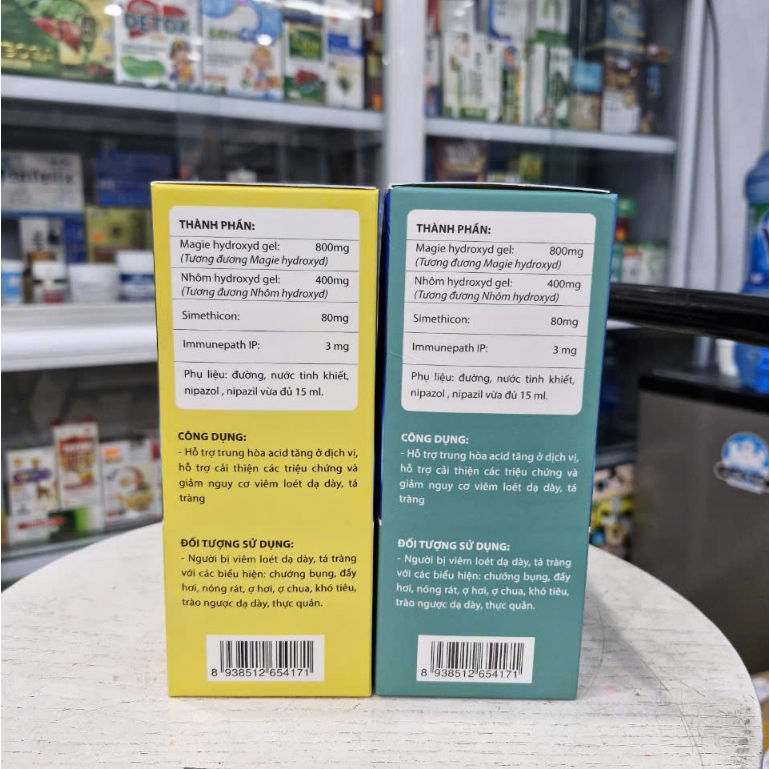 DETOX
THÀNH PHẦN:
Magie hydroxyd gel: 800mg
(Tương đương Magie hydroxyd)
Nhôm hydroxyd gel: 400mg
(Tương đương Nhôm hydroxyd)
Simethicon: 80mg
Immunepath IP: 3 mg
Phụ liệu: đường, nước tinh khiết,
nipazol , nipazil vừa đủ 15 ml.
CÔNG DỤNG:
- Hỗ trợ trung hòa acid tăng ở dịch vị,
hỗ trợ cải thiện các triệu chứng và
giảm nguy cơ viêm loét dạ dày, tá
tràng
ĐỐI TƯỢNG SỬ DỤNG:
- Người bị viêm loét dạ dày, tá tràng
với các biểu hiện: chướng bụng, đầy
hơi, nóng rát, ợ hơi, ợ chua, khó tiêu,
trào ngược dạ dày, thực quản.
8 938512 654171
THÀNH PHẦN:
Magie hydroxyd gel: 800mg
(Tương đương Magie hydroxyd)
Nhôm hydroxyd gel: 400mg
(Tương đương Nhôm hydroxyd)
Simethicon: 80mg
Immunepath IP: 3 mg
Phụ liệu: đường, nước tinh khiết,
nipazol , nipazil vừa đủ 15 ml.
CÔNG DỤNG:
- Hỗ trợ trung hòa acid tăng ở dịch vị,
hỗ trợ cải thiện các triệu chứng và
giảm nguy cơ viêm loét dạ dày, tá
tràng
ĐỐI TƯỢNG SỬ DỤNG:
- Người bị viêm loét dạ dày, tá tràng
với các biểu hiện: chướng bụng, đầy
hơi, nóng rát, ợ hơi, ợ chua, khó tiêu,
trào ngược dạ dày, thực quản.
8 938512 654171